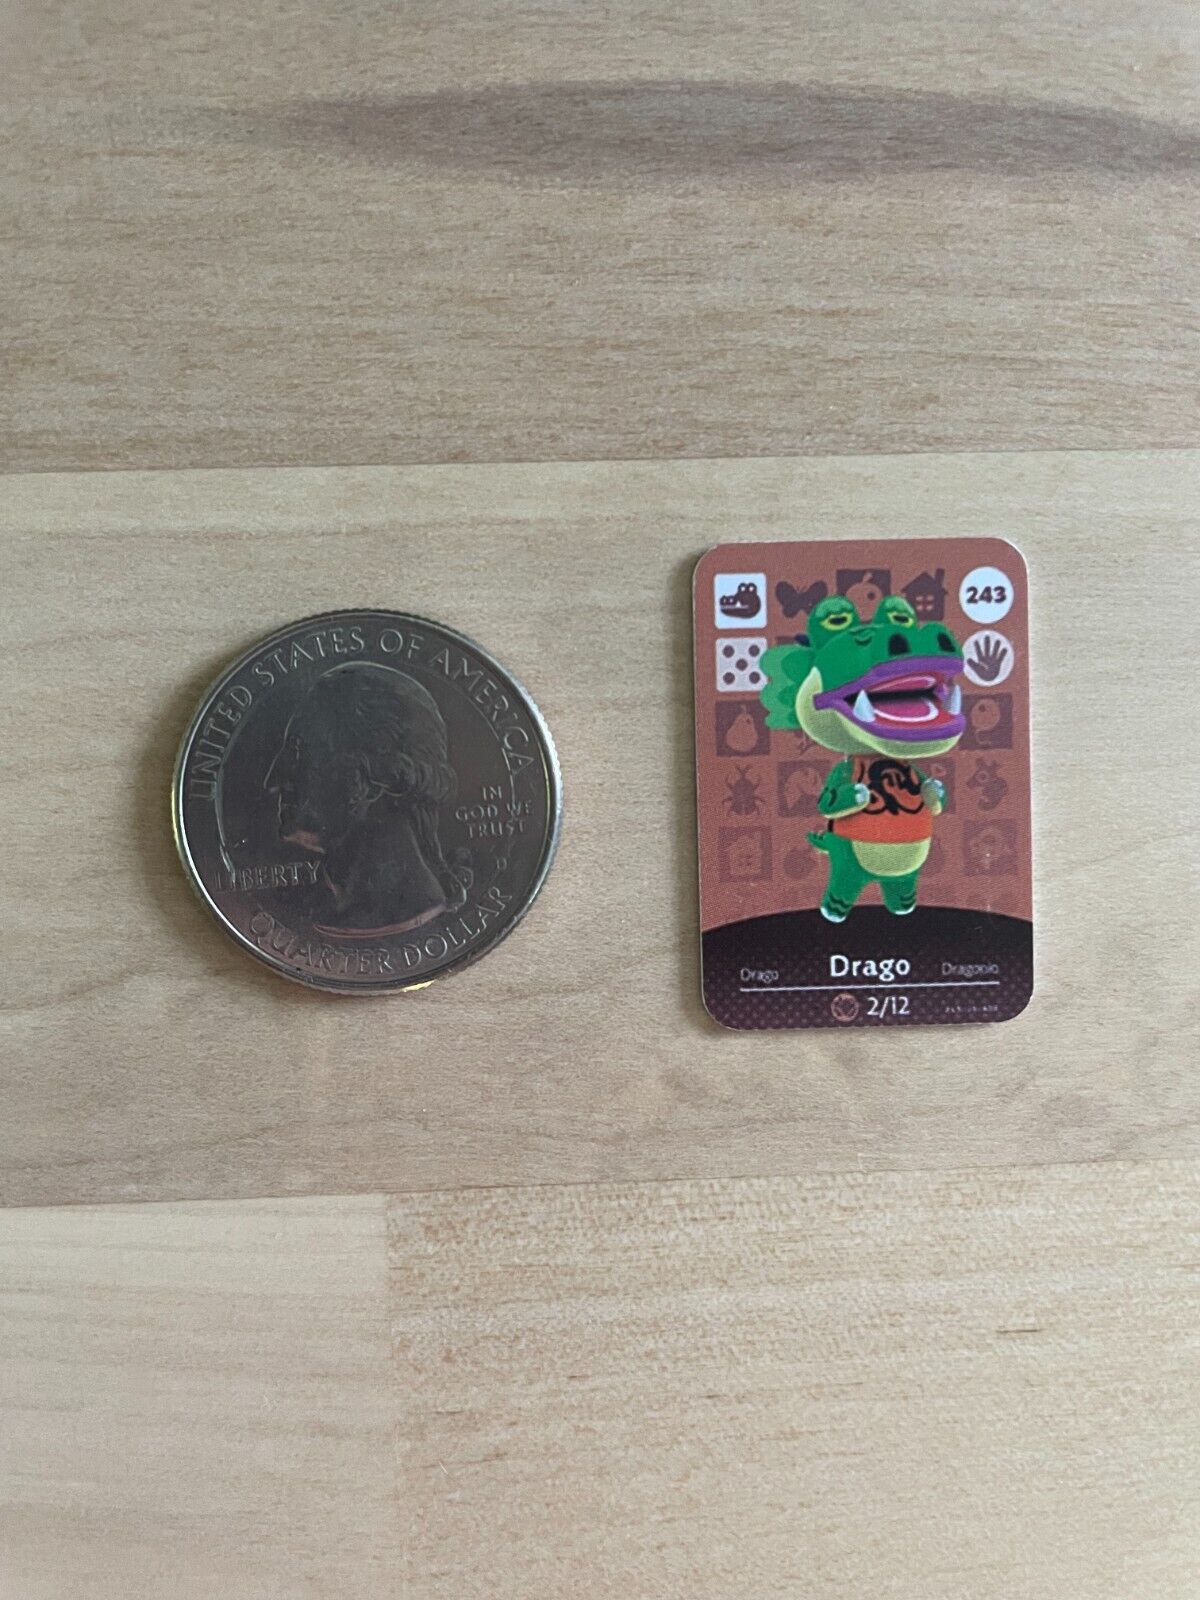 UNITED STATES OF AMERICA
IN
GOD WE
TRUST
D
LIBERTY
QUARTER DOLLAR
243
Drago Drago Dragonio
2/12